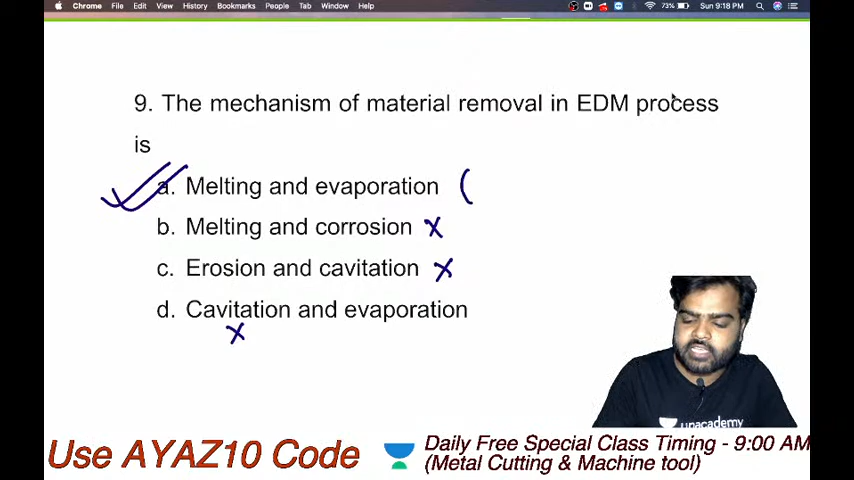 Chrome File Edit View History Bookmarks People Tab Window Help 73% Sun 9:18 PM
9. The mechanism of material removal in EDM process
is
a. Melting and evaporation (
b. Melting and corrosion x
c. Erosion and cavitation x
d. Cavitation and evaporation
x
unacademy
Use AYAZ10 Code
Daily Free Special Class Timing - 9:00 AM
(Metal Cutting & Machine tool)